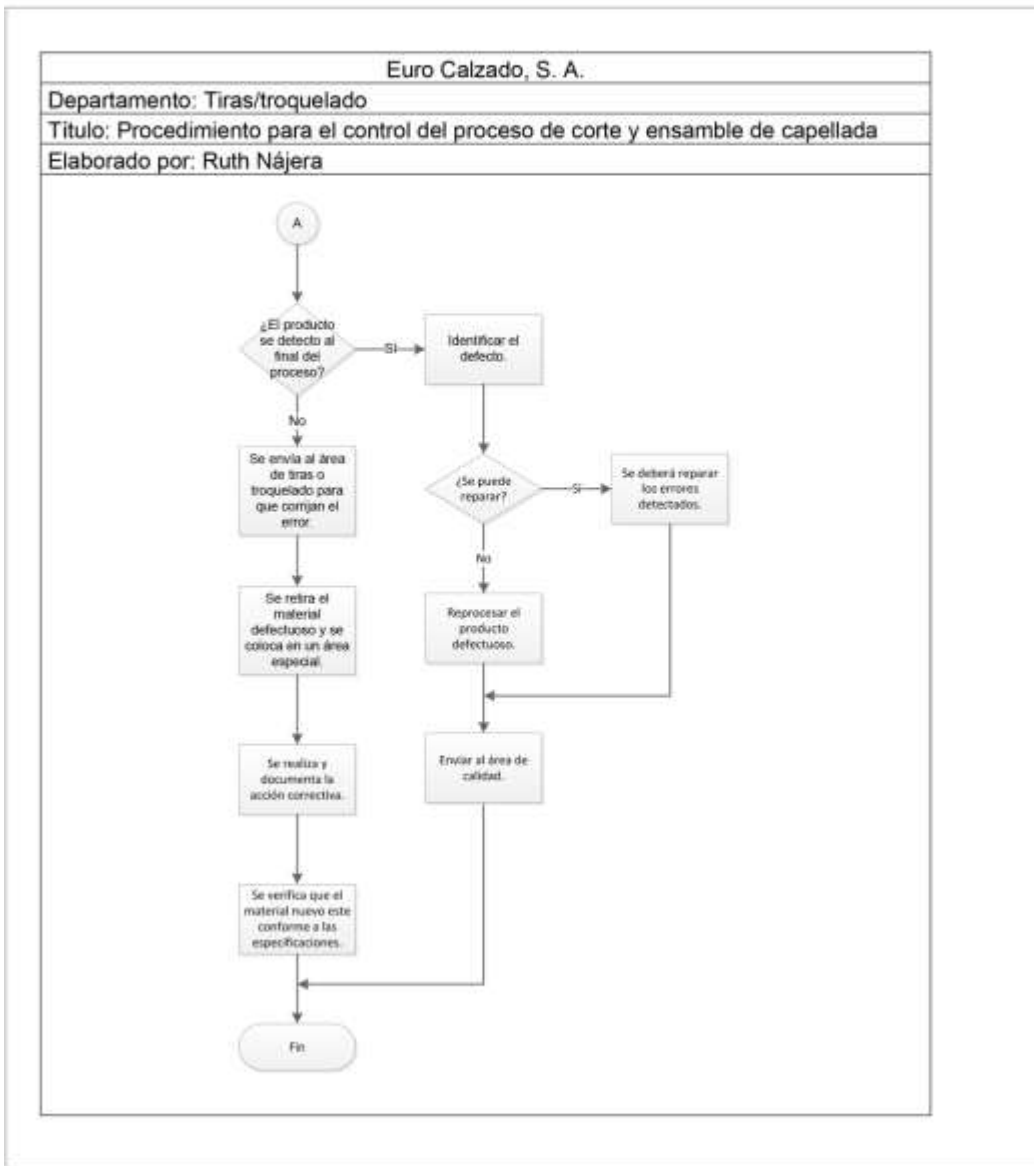 Euro Calzado, S. A.
Departamento: Tiras/troquelado
Titulo: Procedimiento para el control del proceso de corte y ensamble de capellada
Elaborado por: Ruth Nájera
A
¿El producto
se detecto al
final del
proceso?
Si
Identificar el
defecto.
No
Se envía al área
de tiras o
troquelado para
que corrijan el
error.
¿Se puede
reparar?
Si
Se deberá reparar
los errores
detectados.
No
Se retira el
material
defectuoso y se
coloca en un área
especial.
Reprocesar el
producto
defectuoso.
Se realiza y
documenta la
acción correctiva.
Enviar al área de
calidad.
Se verifica que el
material nuevo este
conforme a las
especificaciones.
Fin